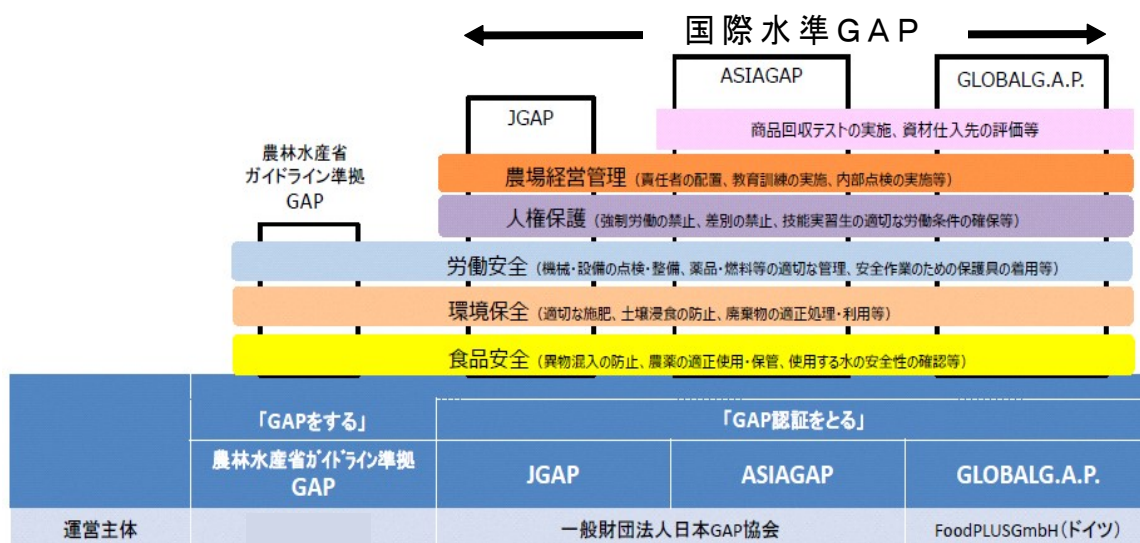 国際水準GAP
ASIAGAP
GLOBALG.A.P.
JGAP
商品回収テストの実施、資材仕入先の評価等
農林水産省
ガイドライン準拠
GAP
農場経営管理（責任者の配置、教育訓練の実施、内部点検の実施等）
人権保護（強制労働の禁止、差別の禁止、技能実習生の適切な労働条件の確保等）
労働安全（機械・設備の点検・整備、薬品・燃料等の適切な管理、安全作業のための保護具の着用等）
環境保全（適切な施肥、土壌浸食の防止、廃棄物の適正処理・利用等）
食品安全（異物混入の防止、農薬の適正使用・保管、使用する水の安全性の確認等）
「GAPをする」
「GAP認証をとる」
農林水産省ｶﾞｲﾄﾞﾗｲﾝ準拠
GAP
JGAP
ASIAGAP
GLOBALG.A.P.
運営主体
一般財団法人日本GAP協会
FoodPLUSGmbH（ドイツ）